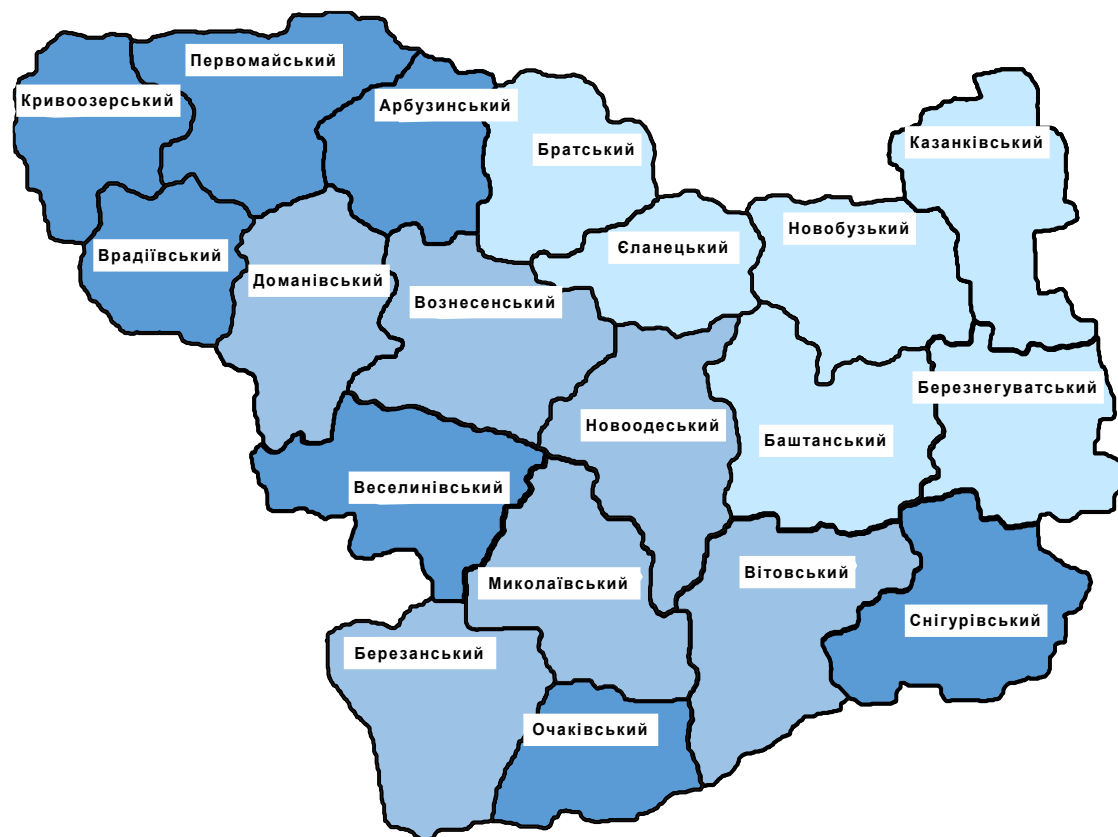 Первомайський
Кривоозерський
Арбузинський
Братський
Казанківський
Новобузький
Врадіївський
Єланецький
Доманівський
Вознесенський
Березнегуватський
Новоодеський
Баштанський
Веселинівський
Миколаївський
Вітовський
Снігурівський
Березанський
Очаківський